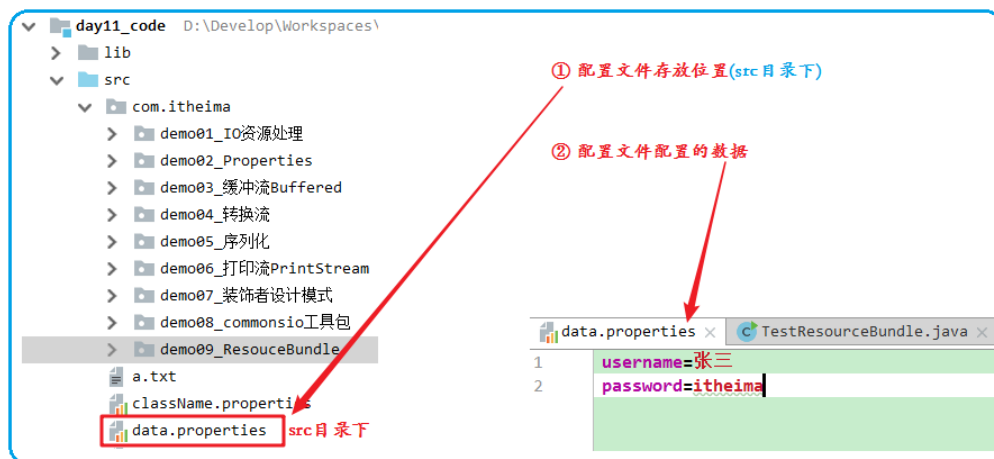 day11_code D:\Develop\Workspaces\
lib
src
com.itheima
demo01_IO资源处理
demo02_Properties
demo03_缓冲流Buffered
demo04_转换流
demo05_序列化
demo06_打印流PrintStream
demo07_装饰者设计模式
demo08_commonsio工具包
demo09_ResouceBundle
a.txt
className.properties
data.properties src目录下
① 配置文件存放位置(src目录下)
② 配置文件配置的数据
data.properties × TestResourceBundle.java ×
1 username=张三
2 password=itheima